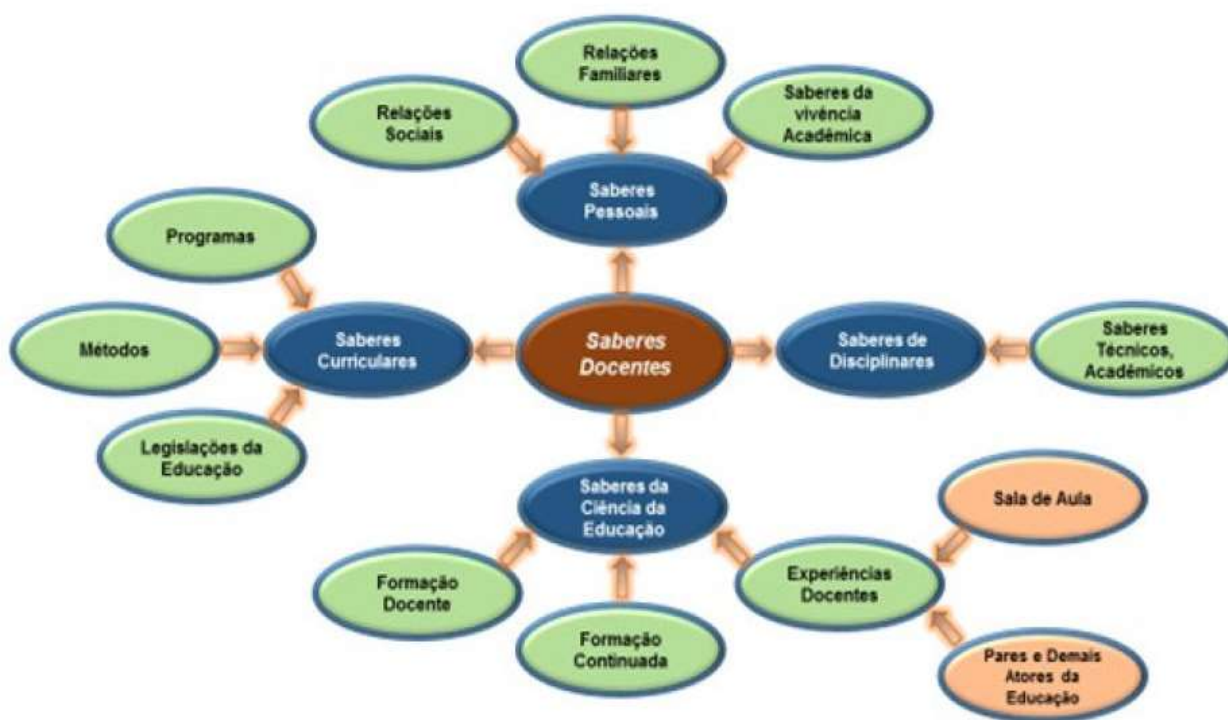 Relações
Familiares
Relações
Sociais
Saberes da
vivência
Acadêmica
Saberes
Pessoais
Programas
Métodos
Saberes
Curriculares
Saberes
Docentes
Saberes de
Disciplinares
Saberes
Técnicos,
Acadêmicos
Legislações da
Educação
Saberes da
Ciência da
Educação
Sala de Aula
Formação
Docente
Experiências
Docentes
Formação
Continuada
Pares e Demais
Atores da
Educação